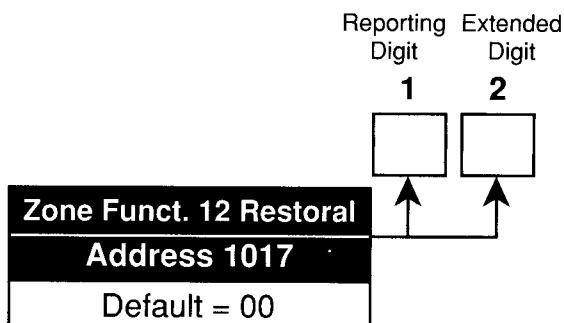 Reporting Extended
Digit Digit
1 2
Zone Funct. 12 Restoral
Address 1017
Default = 00